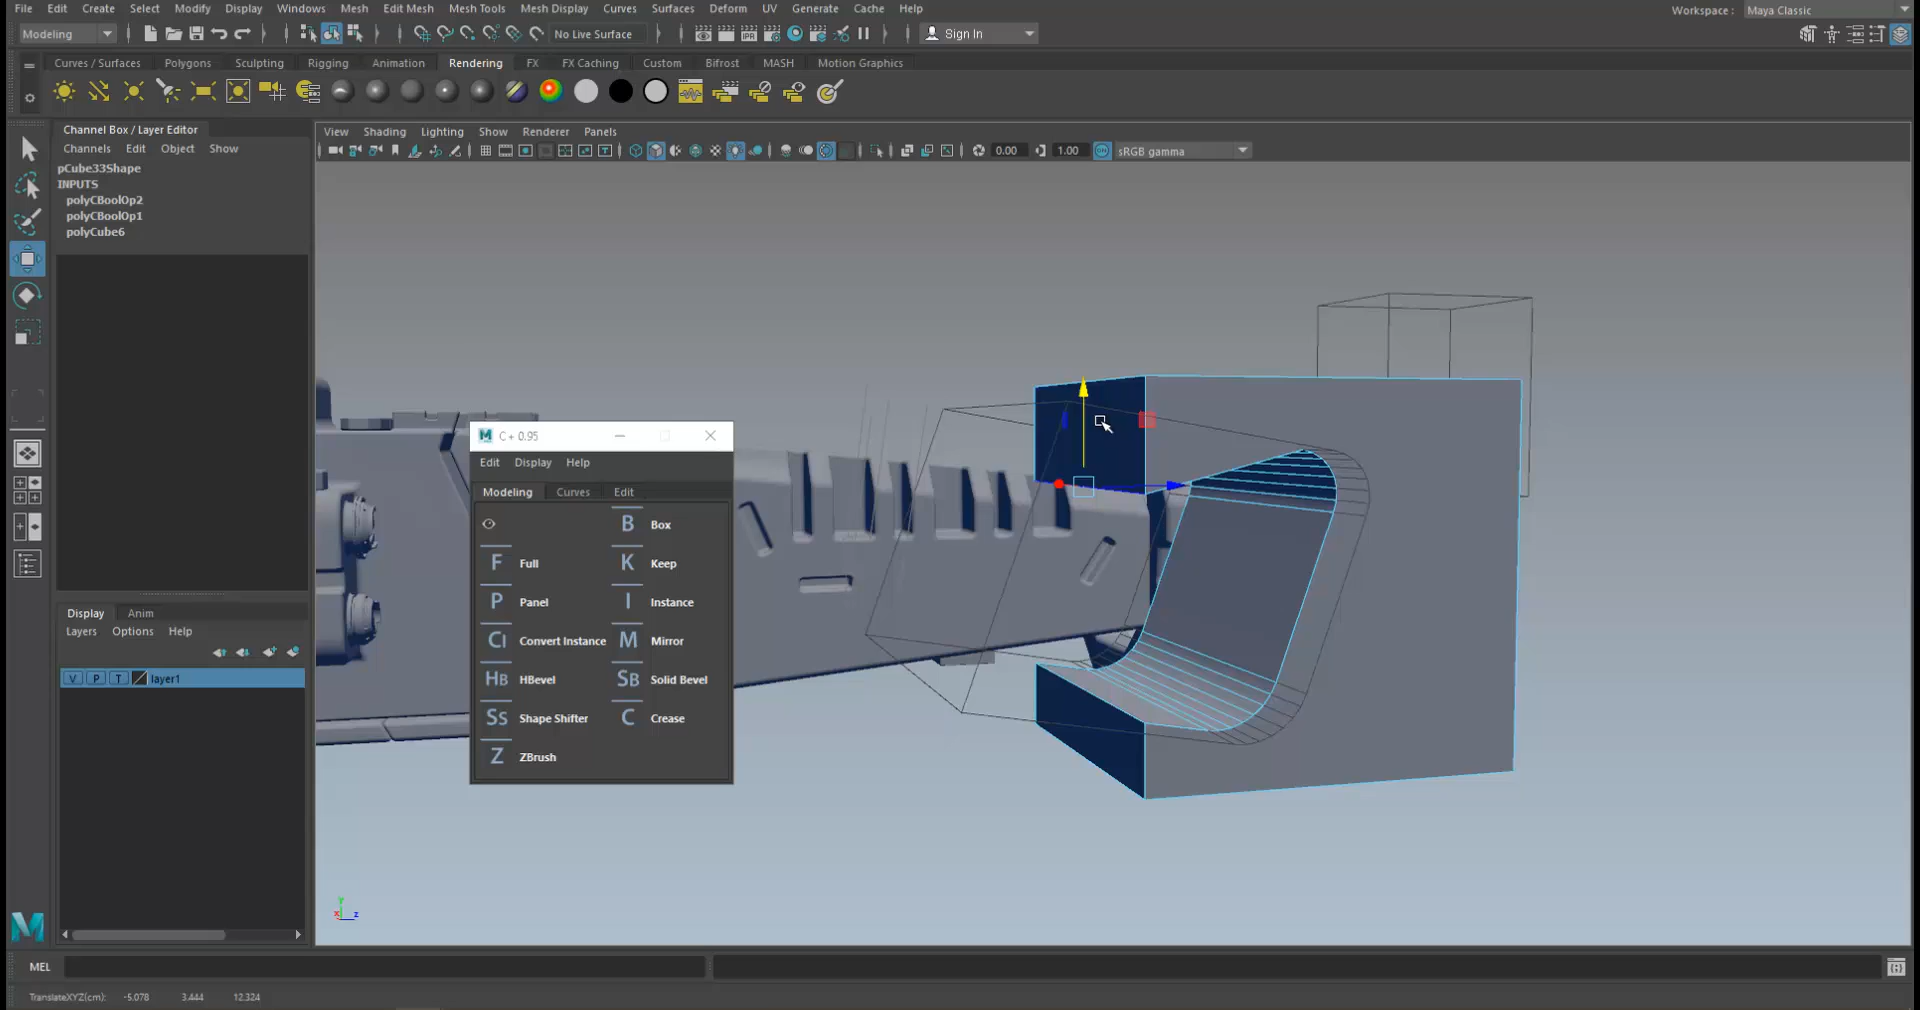 File Edit Create Select Modify Display Windows Mesh Edit Mesh Mesh Tools Mesh Display Curves Surfaces Deform UV Generate Cache Help Workspace : Maya Classic
Modeling No Live Surface Sign In
Curves / Surfaces Polygons Sculpting Rigging Animation Rendering FX FX Caching Custom Bifrost MASH Motion Graphics
IPR
Channel Box / Layer Editor
Channels Edit Object Show
pCube33Shape
INPUTS
polyCBoolOp2
polyCBoolOp1
polyCube6
View Shading Lighting Show Renderer Panels
0.00 1.00 ON sRGB gamma
C + 0.95
Edit Display Help
Modeling Curves Edit
B Box
F Full K Keep
P Panel I Instance
CI Convert Instance M Mirror
HB HBevel SB Solid Bevel
Ss Shape Shifter C Crease
Z ZBrush
Display Anim
Layers Options Help
V P T layer1
Y
X Z
M
MEL
TranslateXYZ(cm): -5.078 3.444 12.324